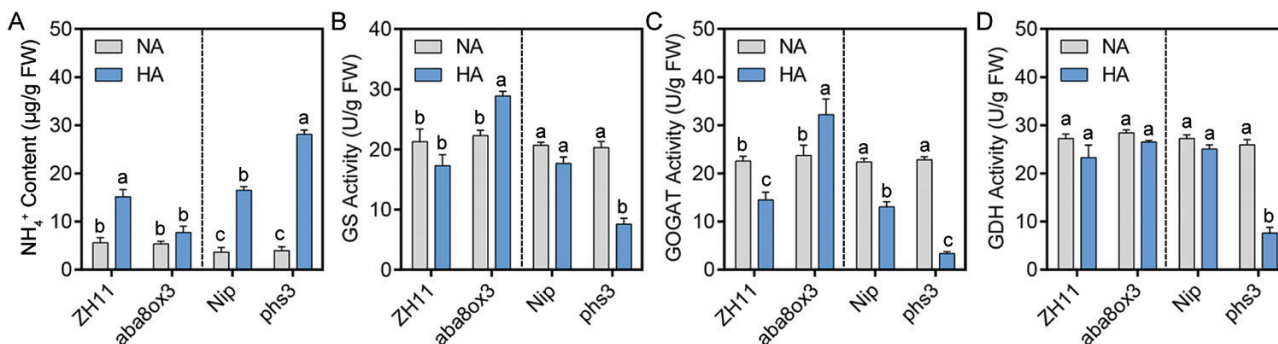 A
NH₄⁺ Content (µg/g FW)
50
40
30
20
10
0
NA
HA
b
a
b
b
c
b
c
a
ZH11
aba8ox3
Nip
phs3
B
GS Activity (U/g FW)
40
30
20
10
0
NA
HA
b
b
b
a
a
a
a
b
ZH11
aba8ox3
Nip
phs3
C
GOGAT Activity (U/g FW)
50
40
30
20
10
0
NA
HA
b
c
b
a
a
b
a
c
ZH11
aba8ox3
Nip
phs3
D
GDH Activity (U/g FW)
50
40
30
20
10
0
NA
HA
a
a
a
a
a
a
a
b
ZH11
aba8ox3
Nip
phs3